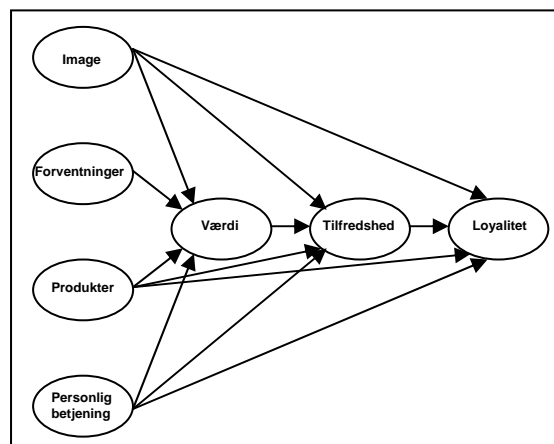 Image
Forventninger
Værdi
Tilfredshed
Loyalitet
Produkter
Personlig
betjening